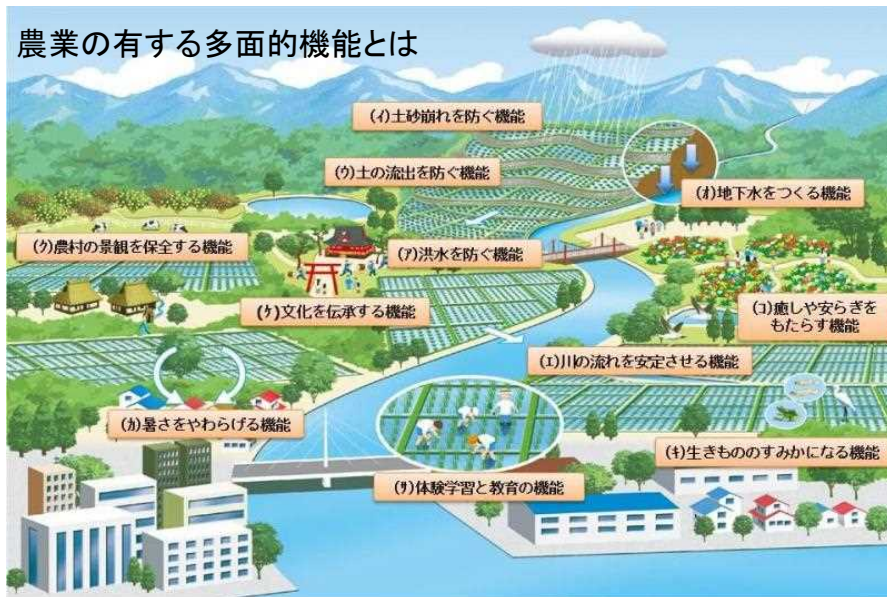 農業の有する多面的機能とは
(ｲ)土砂崩れを防ぐ機能
(ｳ)土の流出を防ぐ機能
(ｵ)地下水をつくる機能
(ｸ)農村の景観を保全する機能
(ｱ)洪水を防ぐ機能
(ｹ)文化を伝承する機能
(ｺ)癒しや安らぎを
もたらす機能
(ｴ)川の流れを安定させる機能
(ｶ)暑さをやわらげる機能
(ｷ)生きもののすみかになる機能
(ｻ)体験学習と教育の機能